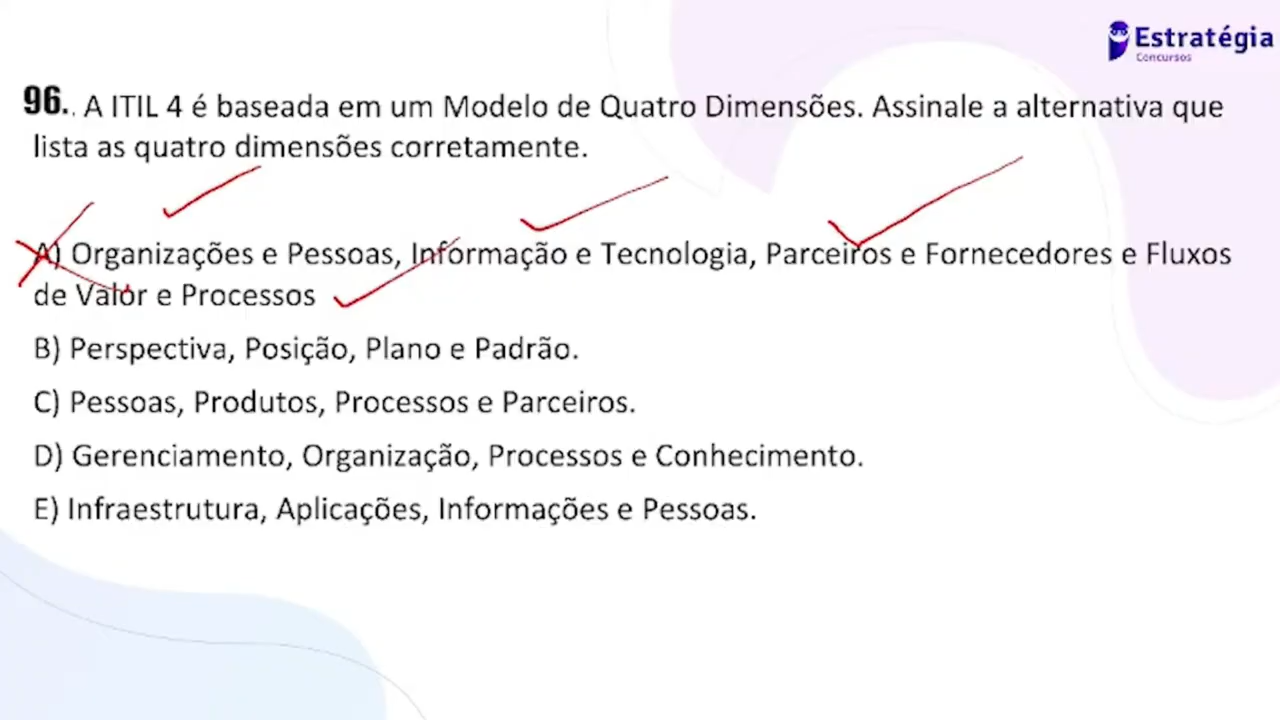 Estratégia
Concursos
96.. A ITIL 4 é baseada em um Modelo de Quatro Dimensões. Assinale a alternativa que
lista as quatro dimensões corretamente.
A) Organizações e Pessoas, Informação e Tecnologia, Parceiros e Fornecedores e Fluxos
de Valor e Processos
B) Perspectiva, Posição, Plano e Padrão.
C) Pessoas, Produtos, Processos e Parceiros.
D) Gerenciamento, Organização, Processos e Conhecimento.
E) Infraestrutura, Aplicações, Informações e Pessoas.